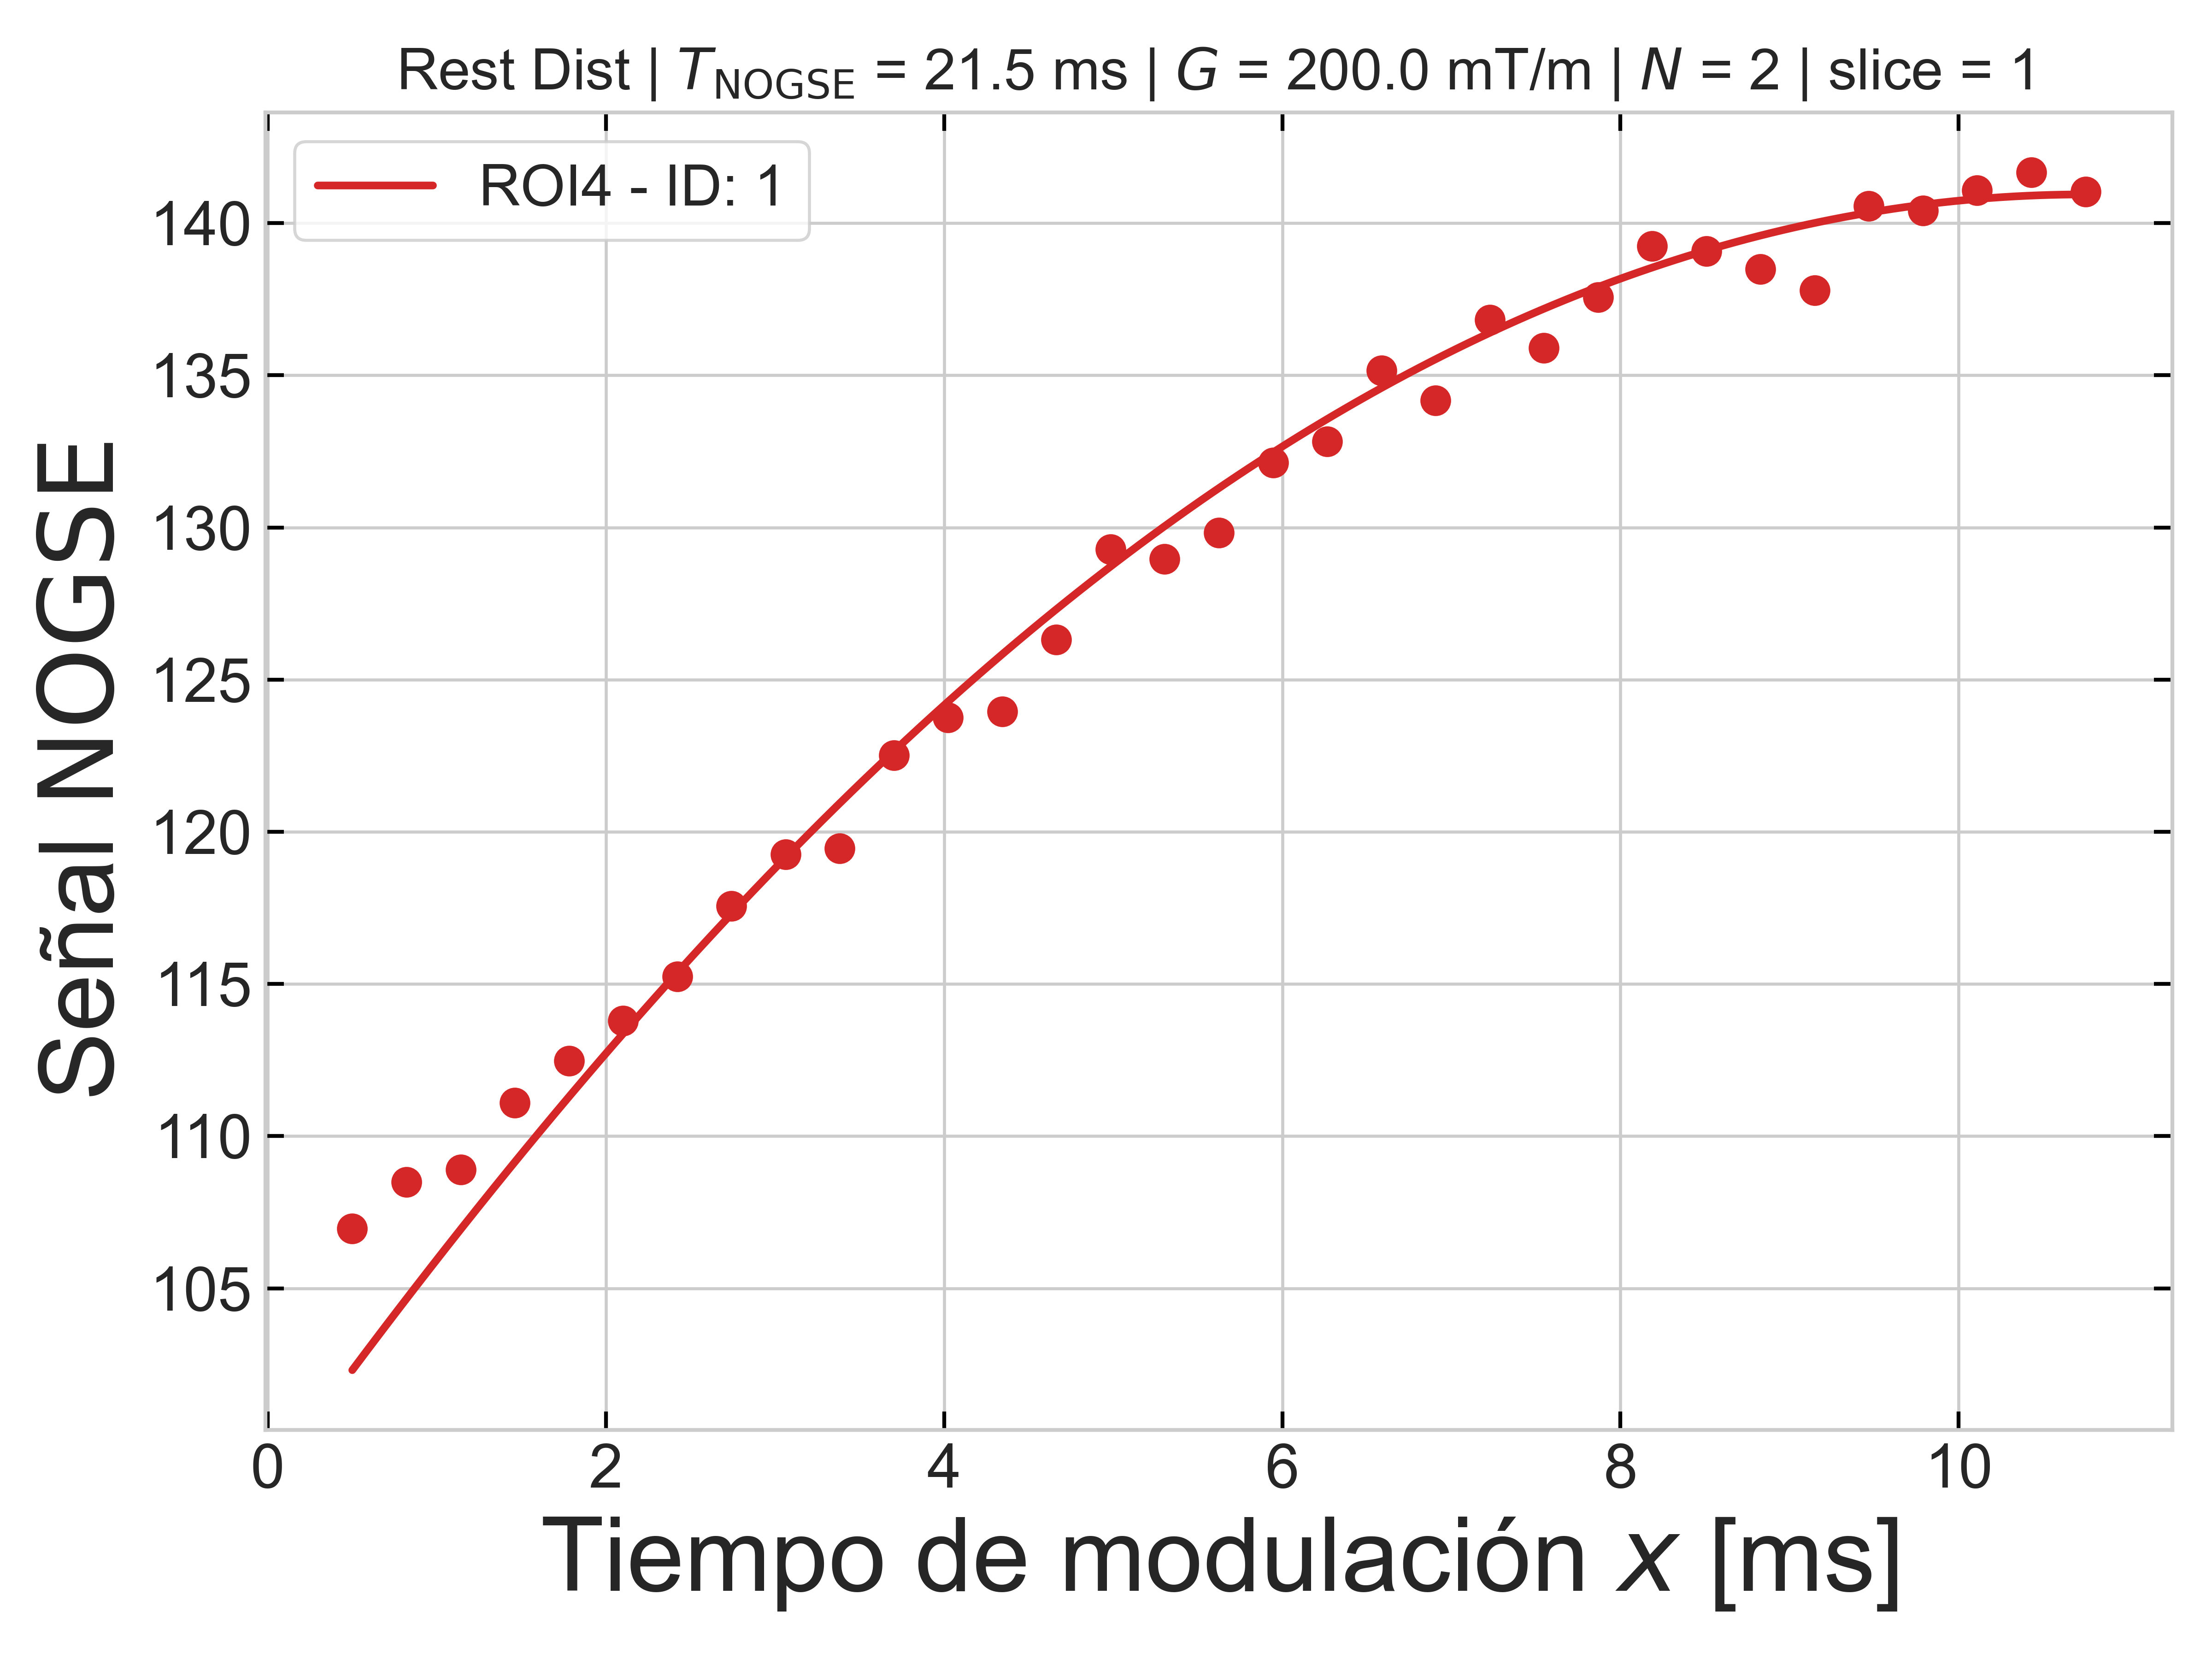 Rest Dist | T_NOGSE = 21.5 ms | G = 200.0 mT/m | N = 2 | slice = 1
ROI4 - ID: 1
Señal NOGSE
140
135
130
125
120
115
110
105
0 2 4 6 8 10
Tiempo de modulación x [ms]